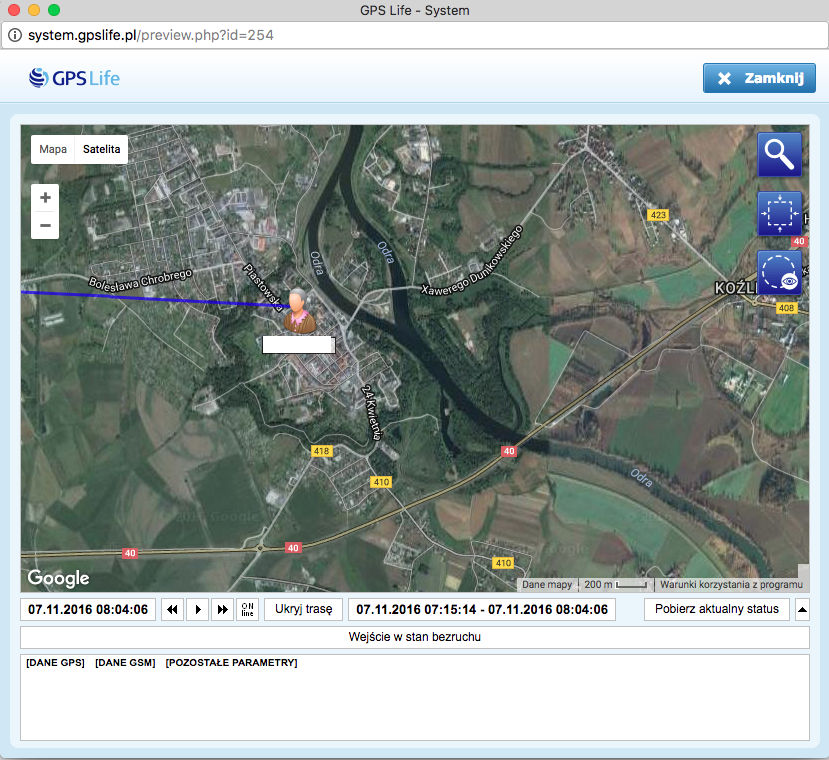 GPS Life - System
system.gpslife.pl/preview.php?id=254
GPS Life
Zamknij
Mapa Satelita
423
40
Odra
Odra
Xawerego Dunikowskiego
Bolesława Chrobrego
Piastowska
408
24 Kwietnia
418
40
410
Odra
40
40
410
Google
Dane mapy 200 m Warunki korzystania z programu
07.11.2016 08:04:06 ON line Ukryj trasę 07.11.2016 07:15:14 - 07.11.2016 08:04:06 Pobierz aktualny status
Wejście w stan bezruchu
[DANE GPS] [DANE GSM] [POZOSTAŁE PARAMETRY]